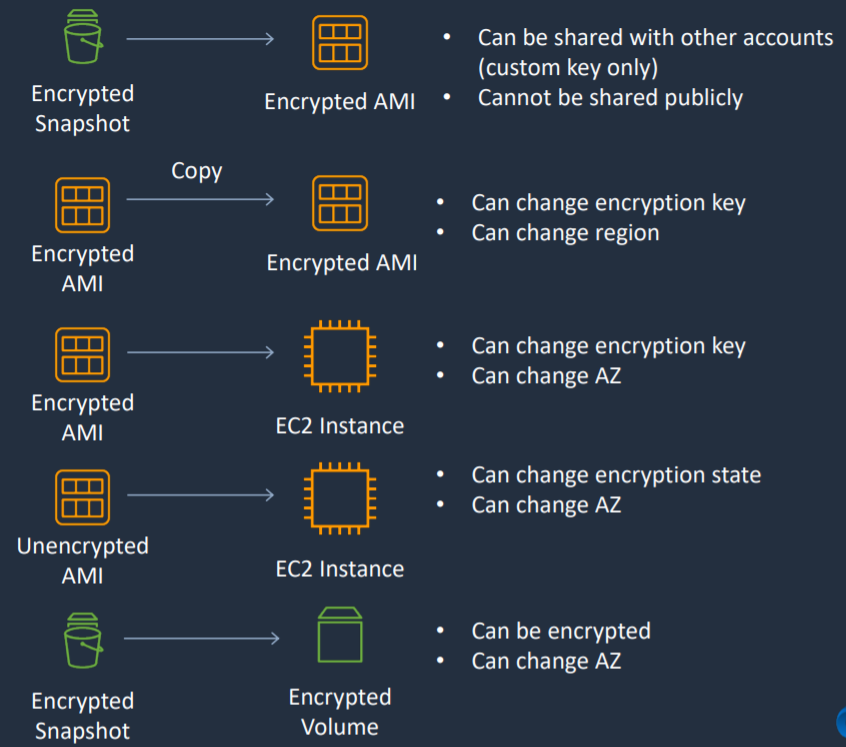 Encrypted
Snapshot
Encrypted AMI
• Can be shared with other accounts
(custom key only)
• Cannot be shared publicly
Encrypted
AMI
Copy
Encrypted AMI
• Can change encryption key
• Can change region
Encrypted
AMI
EC2 Instance
• Can change encryption key
• Can change AZ
Unencrypted
AMI
EC2 Instance
• Can change encryption state
• Can change AZ
Encrypted
Snapshot
Encrypted
Volume
• Can be encrypted
• Can change AZ